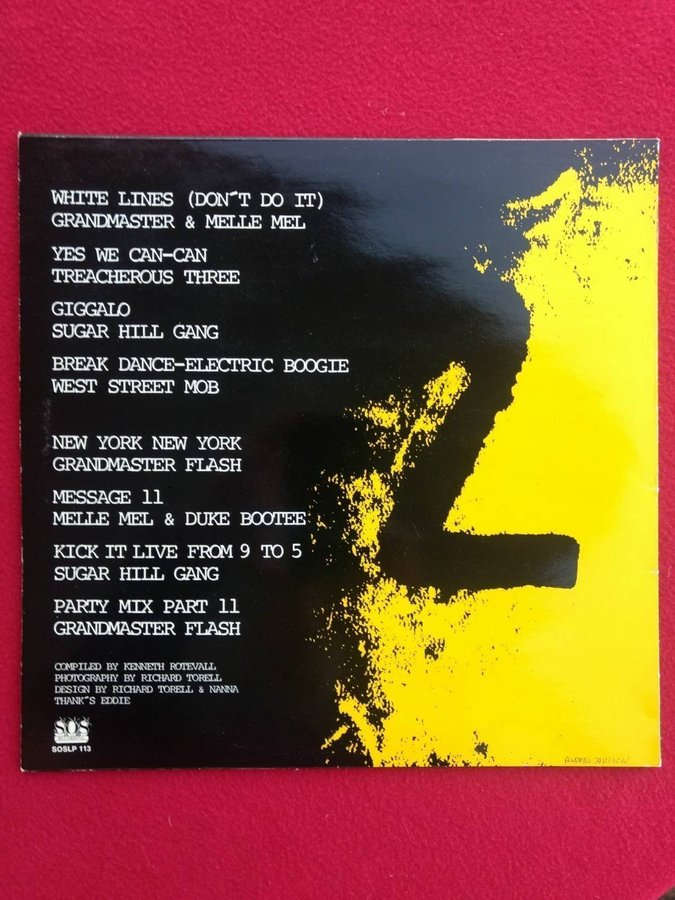 WHITE LINES (DON´T DO IT)
GRANDMASTER & MELLE MEL
YES WE CAN-CAN
TREACHEROUS THREE
GIGGALO
SUGAR HILL GANG
BREAK DANCE-ELECTRIC BOOGIE
WEST STREET MOB
NEW YORK NEW YORK
GRANDMASTER FLASH
MESSAGE 11
MELLE MEL & DUKE BOOTEE
KICK IT LIVE FROM 9 TO 5
SUGAR HILL GANG
PARTY MIX PART 11
GRANDMASTER FLASH
COMPILED BY KENNETH ROTEVALL
PHOTOGRAPHY BY RICHARD TORELL
DESIGN BY RICHARD TORELL & NANNA
THANK´S EDDIE
SOS
SOSLP 113